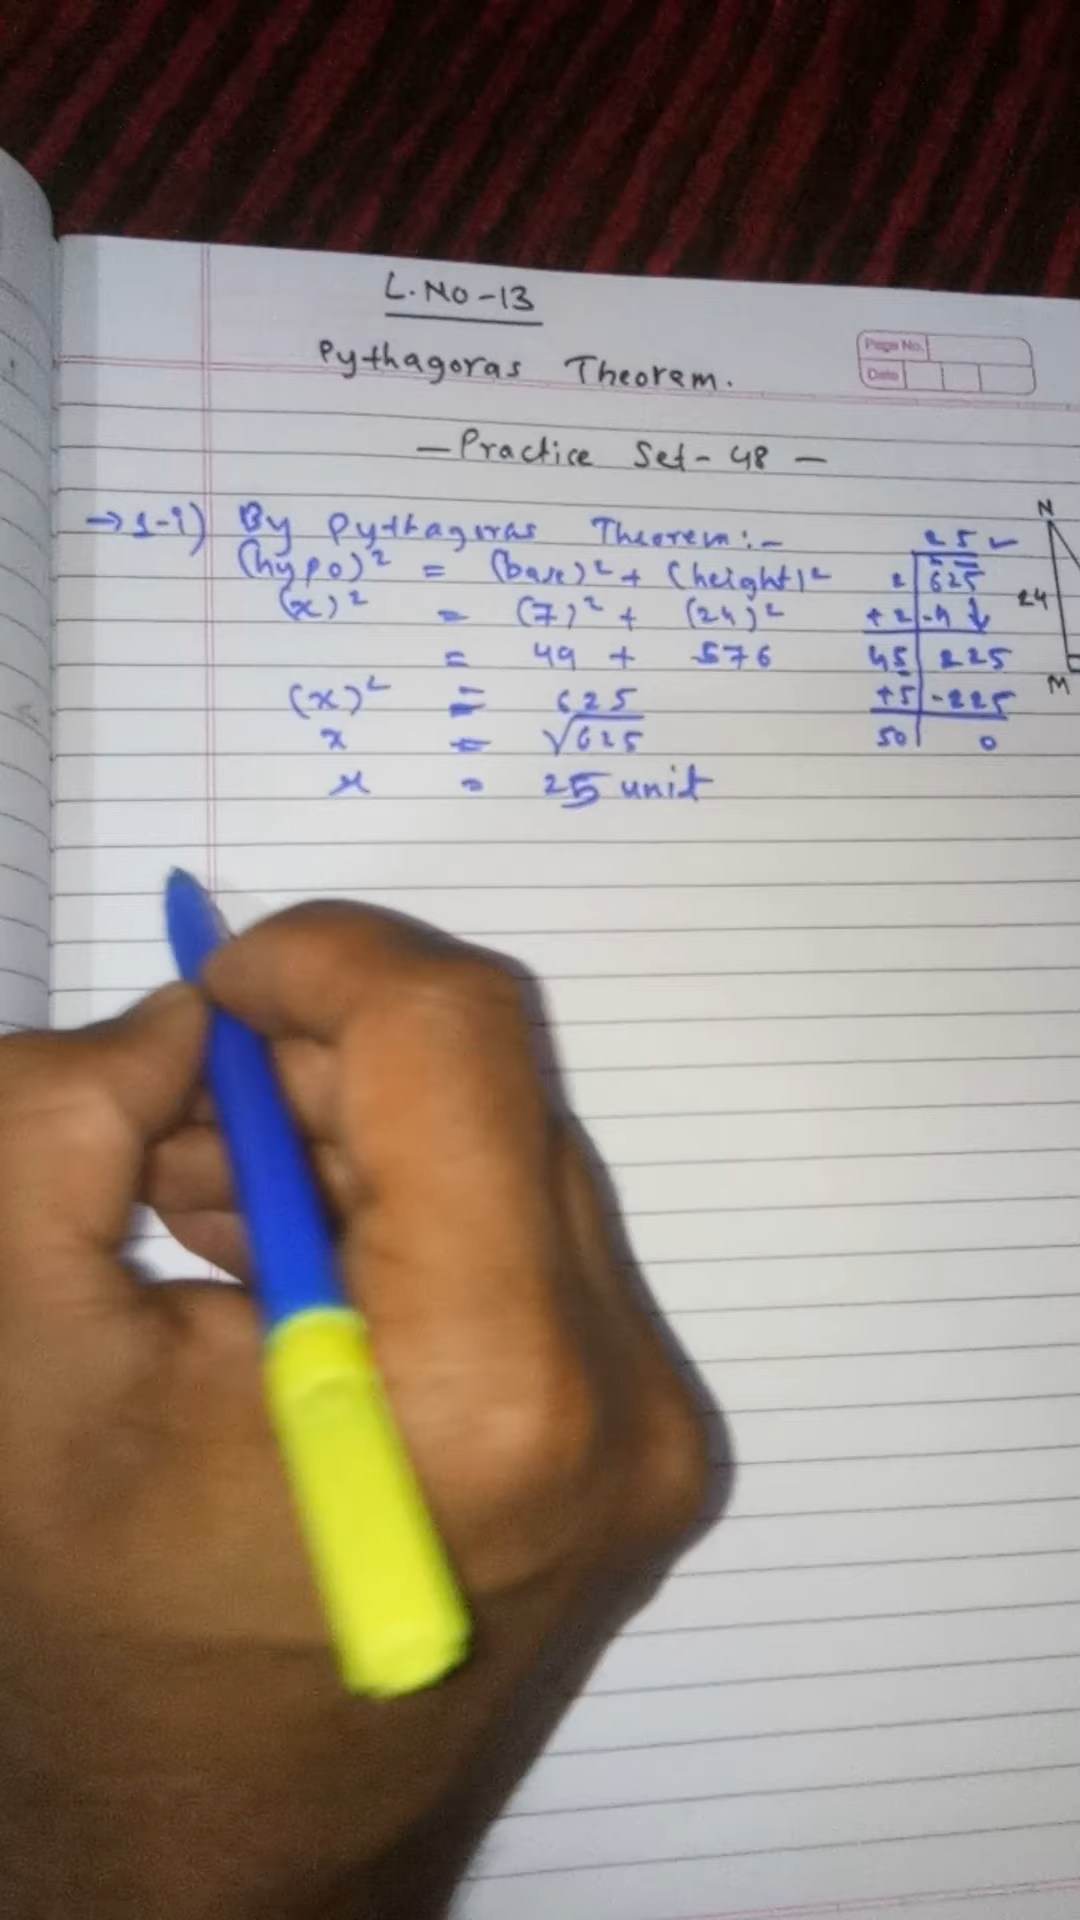 L.No-13
Pythagoras Theorem.
Page No.
Date
- Practice Set - 48 -
→ 1-i) By Pythagoras Theorem:-
(hypo)² = (base)² + (height)²
(x)² = (7)² + (24)²
= 49 + 576
(x)² = 625
x = √625
x = 25 unit
25 ✓
2 | 625
+2 | -4 ↓
45 | 225
+5 | -225
50 | 0
N
24
M